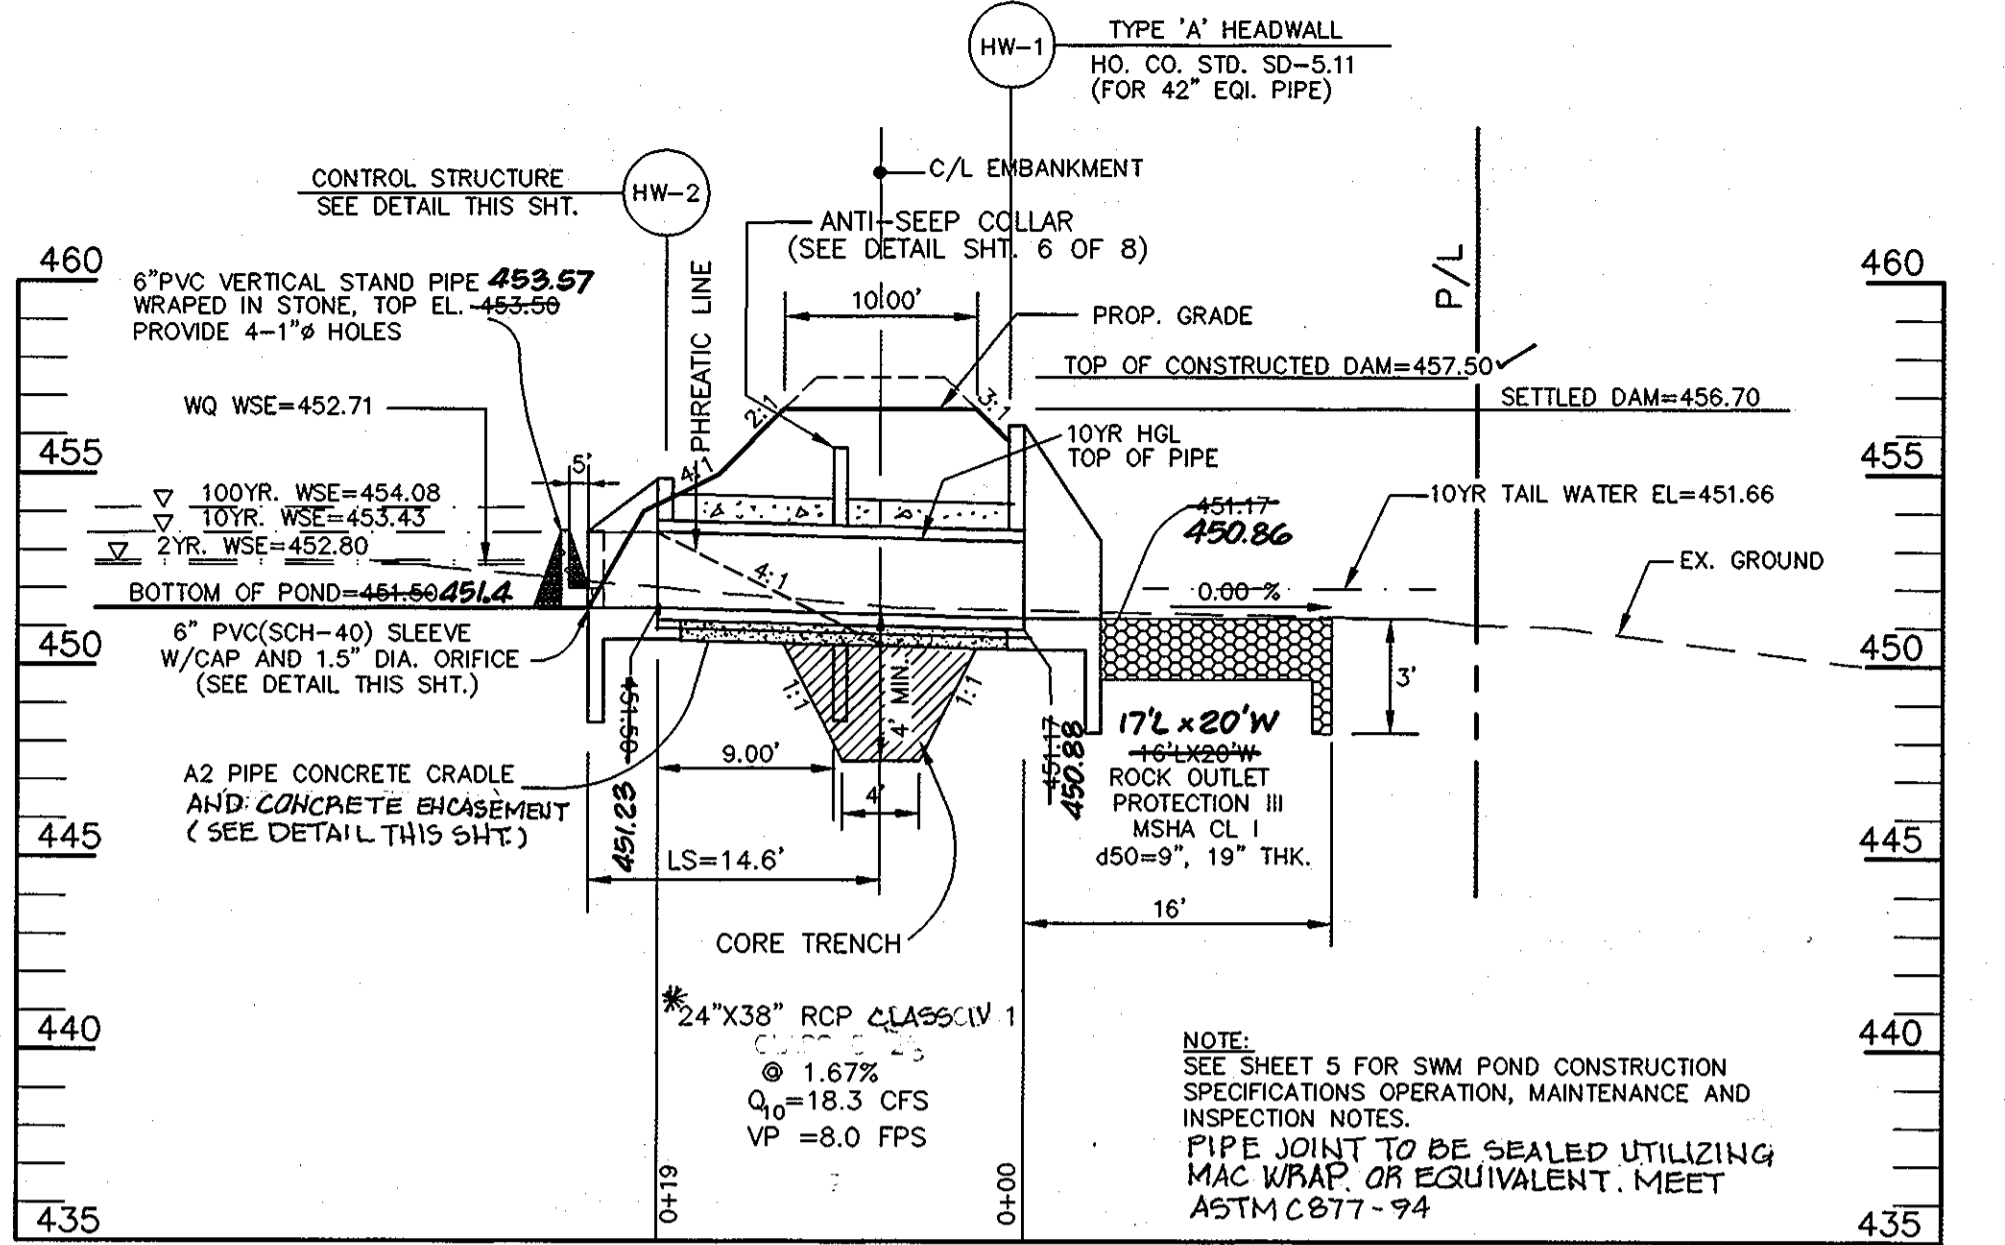 HW-1
TYPE 'A' HEADWALL
HO. CO. STD. SD-5.11
(FOR 42" EQI. PIPE)
CONTROL STRUCTURE
SEE DETAIL THIS SHT.
HW-2
C/L EMBANKMENT
ANTI-SEEP COLLAR
(SEE DETAIL SHT. 6 OF 8)
P/L
460
460
6"PVC VERTICAL STAND PIPE 453.57
WRAPED IN STONE, TOP EL. 453.50
PROVIDE 4-1"ø HOLES
PHREATIC LINE
10.00'
PROP. GRADE
TOP OF CONSTRUCTED DAM=457.50
SETTLED DAM=456.70
WQ WSE=452.71
2:1
3:1
10YR HGL
TOP OF PIPE
455
455
5'
4:1
100YR. WSE=454.08
10YR. WSE=453.43
2YR. WSE=452.80
451.17
450.86
10YR TAIL WATER EL=451.66
EX. GROUND
BOTTOM OF POND=451.50 451.4
4:1
0.00 %
6" PVC(SCH-40) SLEEVE
W/CAP AND 1.5" DIA. ORIFICE
(SEE DETAIL THIS SHT.)
450
450
1:1
4' MIN.
1:1
3'
451.50
451.23
451.17
450.88
17'L x 20'W
16'LX20'W
ROCK OUTLET
PROTECTION III
MSHA CL I
d50=9", 19" THK.
9.00'
4'
A2 PIPE CONCRETE CRADLE
AND CONCRETE ENCASEMENT
(SEE DETAIL THIS SHT.)
445
445
LS=14.6'
16'
CORE TRENCH
*24"X38" RCP
@ 1.67%
Q10=18.3 CFS
VP =8.0 FPS
440
440
NOTE:
SEE SHEET 5 FOR SWM POND CONSTRUCTION
SPECIFICATIONS OPERATION, MAINTENANCE AND
INSPECTION NOTES.
PIPE JOINT TO BE SEALED UTILIZING
MAC WRAP. OR EQUIVALENT. MEET
ASTM C877-94
0+19
0+00
435
435